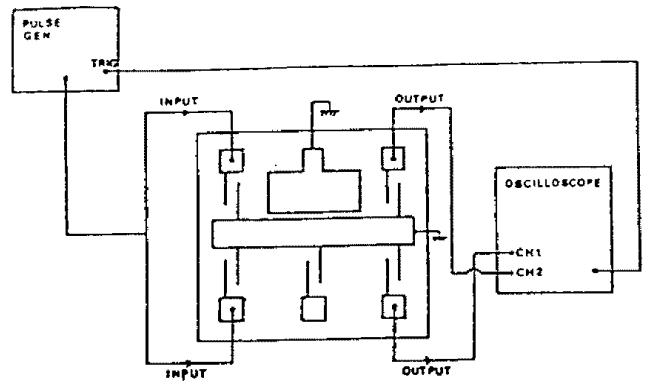 PULSE
GEN
TRIG
INPUT
OUTPUT
OSCILLOSCOPE
CH1
CH2
INPUT
OUTPUT